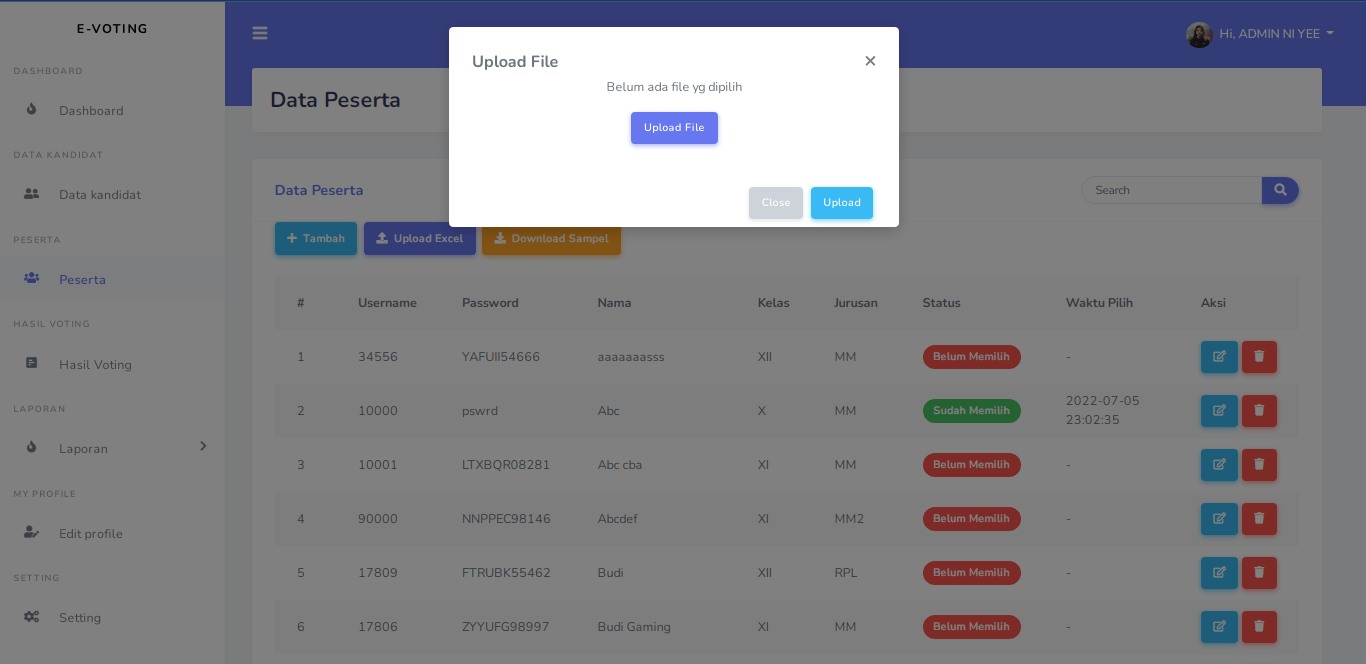 E-VOTING
DASHBOARD
Dashboard
DATA KANDIDAT
Data kandidat
PESERTA
Peserta
HASIL VOTING
Hasil Voting
LAPORAN
Laporan
MY PROFILE
Edit profile
SETTING
Setting
Hi, ADMIN NI YEE
Data Peserta
Upload File
Belum ada file yg dipilih
Upload File
Close Upload
Data Peserta
Search
Tambah Upload Excel Download Sampel
# Username Password Nama Kelas Jurusan Status Waktu Pilih Aksi
1 34556 YAFUII54666 aaaaaaasss XII MM Belum Memilih -
2 10000 pswrd Abc X MM Sudah Memilih 2022-07-05
23:02:35
3 10001 LTXBQR08281 Abc cba XI MM Belum Memilih -
4 90000 NNPPEC98146 Abcdef XI MM2 Belum Memilih -
5 17809 FTRUBK55462 Budi XII RPL Belum Memilih -
6 17806 ZYYUFG98997 Budi Gaming XI MM Belum Memilih -